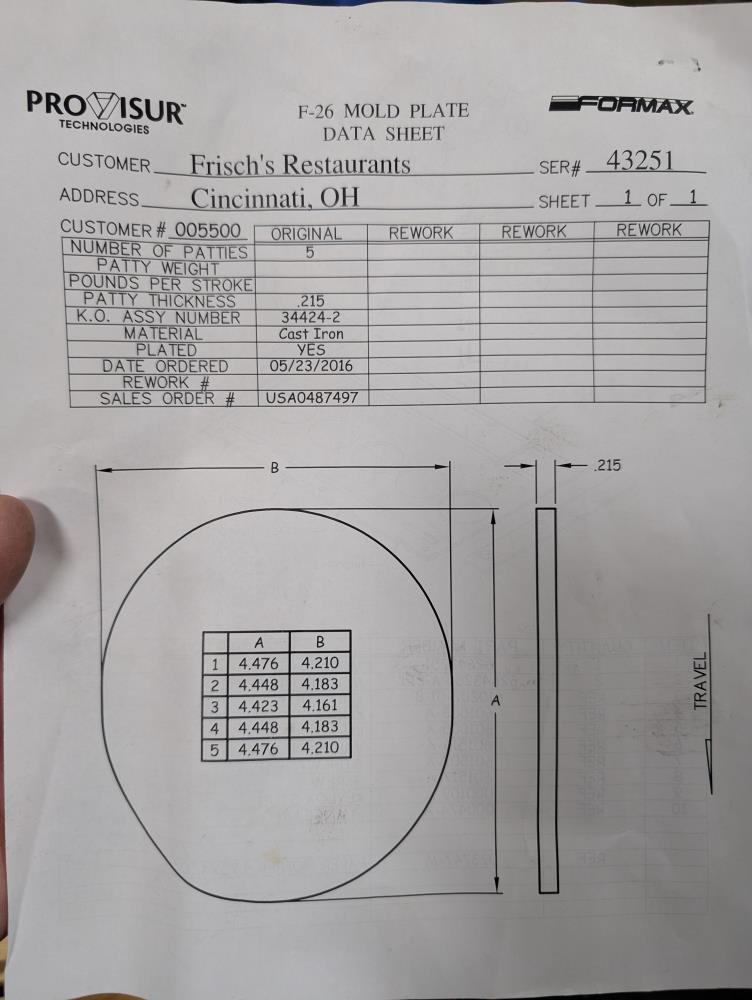 PROVISUR™
TECHNOLOGIES
F-26 MOLD PLATE
DATA SHEET
FORMAX®
CUSTOMER Frisch's Restaurants SER# 43251
ADDRESS Cincinnati, OH SHEET 1 OF 1
CUSTOMER # 005500 ORIGINAL REWORK REWORK REWORK
NUMBER OF PATTIES 5
PATTY WEIGHT
POUNDS PER STROKE
PATTY THICKNESS .215
K.O. ASSY NUMBER 34424-2
MATERIAL Cast Iron
PLATED YES
DATE ORDERED 05/23/2016
REWORK #
SALES ORDER # USA0487497
B .215
A B
1 4.476 4.210
2 4.448 4.183
3 4.423 4.161
4 4.448 4.183
5 4.476 4.210
A
TRAVEL